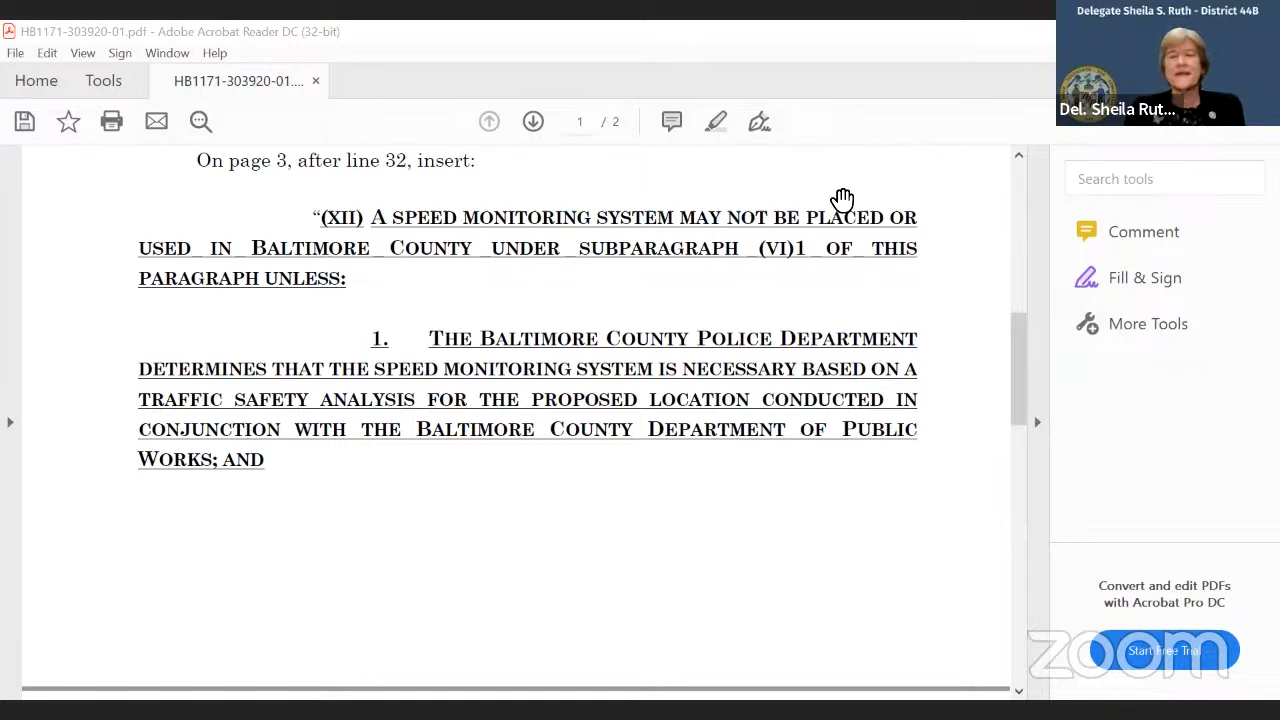 Delegate Sheila S. Ruth - District 44B
HB1171-303920-01.pdf - Adobe Acrobat Reader DC (32-bit)
File Edit View Sign Window Help
Home Tools HB1171-303920-01.... ×
1 / 2
Del. Sheila Rut...
On page 3, after line 32, insert:
“(XII) A SPEED MONITORING SYSTEM MAY NOT BE PLACED OR
USED IN BALTIMORE COUNTY UNDER SUBPARAGRAPH (VI)1 OF THIS
PARAGRAPH UNLESS:
1. THE BALTIMORE COUNTY POLICE DEPARTMENT
DETERMINES THAT THE SPEED MONITORING SYSTEM IS NECESSARY BASED ON A
TRAFFIC SAFETY ANALYSIS FOR THE PROPOSED LOCATION CONDUCTED IN
CONJUNCTION WITH THE BALTIMORE COUNTY DEPARTMENT OF PUBLIC
WORKS; AND
Search tools
Comment
Fill & Sign
More Tools
Convert and edit PDFs
with Acrobat Pro DC
Start Free Trial
zoom